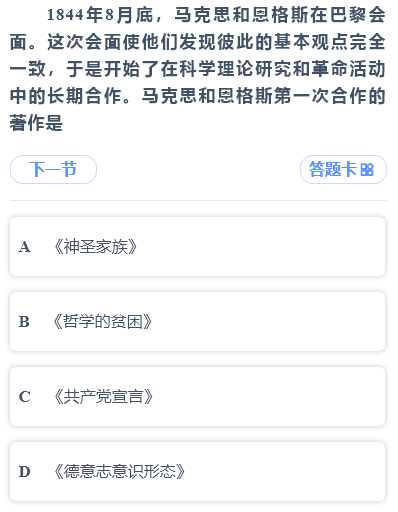 1844年8月底，马克思和恩格斯在巴黎会
面。这次会面使他们发现彼此的基本观点完全
一致，于是开始了在科学理论研究和革命活动
中的长期合作。马克思和恩格斯第一次合作的
著作是
下一节 答题卡
A 《神圣家族》
B 《哲学的贫困》
C 《共产党宣言》
D 《德意志意识形态》